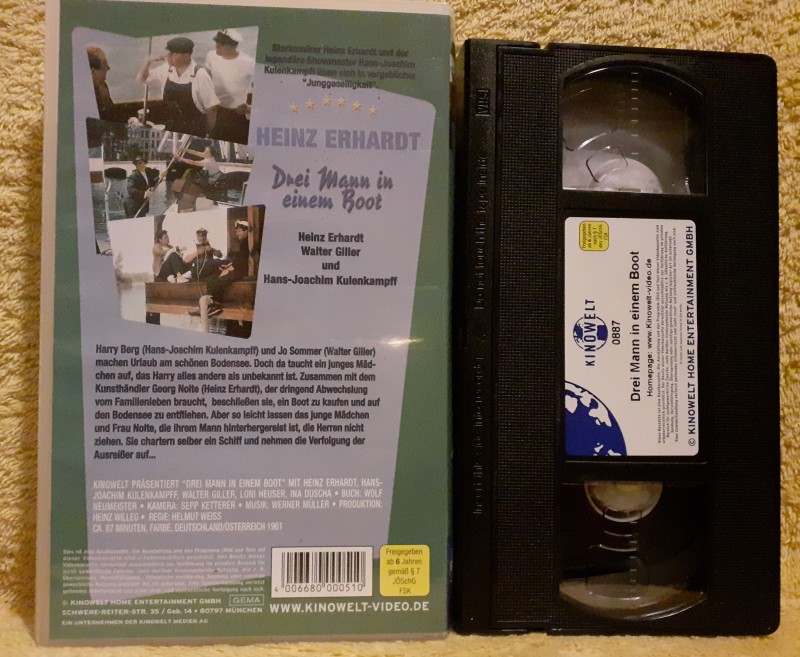 Starkomiker Heinz Erhardt und der
legendäre Showmaster Hans-Joachim
Kulenkampff üben sich in vergeblicher
"Junggeselligkeit".
HEINZ ERHARDT
Drei Mann in
einem Boot
Heinz Erhardt
Walter Giller
und
Hans-Joachim Kulenkampff
Harry Berg (Hans-Joachim Kulenkampff) und Jo Sommer (Walter Giller)
machen Urlaub am schönen Bodensee. Doch da taucht ein junges Mäd-
chen auf, das Harry alles andere als unbekannt ist. Zusammen mit dem
Kunsthändler Georg Nolte (Heinz Erhardt), der dringend Abwechslung
vom Familienleben braucht, beschließen sie, ein Boot zu kaufen und auf
den Bodensee zu entfliehen. Aber so leicht lassen das junge Mädchen
und Frau Nolte, die ihrem Mann hinterhergereist ist, die Herren nicht
ziehen. Sie chartern selber ein Schiff und nehmen die Verfolgung der
Ausreißer auf...
KINOWELT PRÄSENTIERT "DREI MANN IN EINEM BOOT" MIT HEINZ ERHARDT, HANS-
JOACHIM KULENKAMPFF, WALTER GILLER, LONI HEUSER, INA DUSCHA • BUCH: WOLF
NEUMEISTER • KAMERA: SEPP KETTERER • MUSIK: WERNER MÜLLER • PRODUKTION:
HEINZ WILLEG • REGIE: HELMUT WEISS
CA. 87 MINUTEN, FARBE, DEUTSCHLAND/ÖSTERREICH 1961
4 006680 000510
Freigegeben
ab 6 Jahren
gemäß § 7
JÖSchG
FSK
© KINOWELT HOME ENTERTAINMENT GMBH GEMA
SCHWERE-REITER-STR. 35 / Geb. 14 • 80797 MÜNCHEN
EIN UNTERNEHMEN DER KINOWELT MEDIEN AG
WWW.KINOWELT-VIDEO.DE
VHS
KINOWELT
0887
Drei Mann in einem Boot
Homepage: www.Kinowelt-video.de
© KINOWELT HOME ENTERTAINMENT GMBH
Freigegeben
ab 6 Jahren
gemäß § 7
JÖSchG
FSK